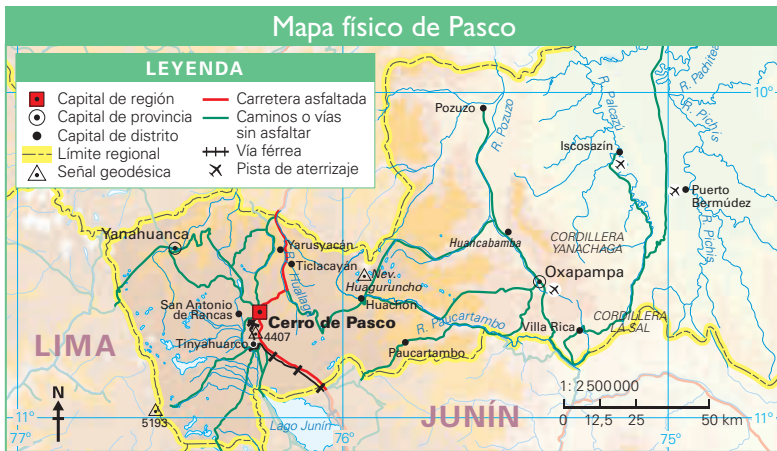 Mapa físico de Pasco
LEYENDA
Capital de región
Capital de provincia
Capital de distrito
Límite regional
Señal geodésica
Carretera asfaltada
Caminos o vías
sin asfaltar
Vía férrea
Pista de aterrizaje
10°
R. Pachitea
R. Palcazú
R. Pichis
Pozuzo
R. Pozuzo
Iscosazín
Puerto
Bermúdez
R. Pichis
Yanahuanca
Yarusyacán
Ticlacayán
R. Huallaga
Huancabamba
CORDILLERA
YANACHAGA
Nev.
Huaguruncho
Oxapampa
Huachón
San Antonio
de Rancas
Cerro de Pasco
4407
Tinyahuarco
R. Paucartambo
Paucartambo
Villa Rica
CORDILLERA
LA SAL
LIMA
JUNÍN
1: 2 500 000
0 12,5 25 50 km
N
5193
Lago Junín
11°
11°
77°
76°
75°